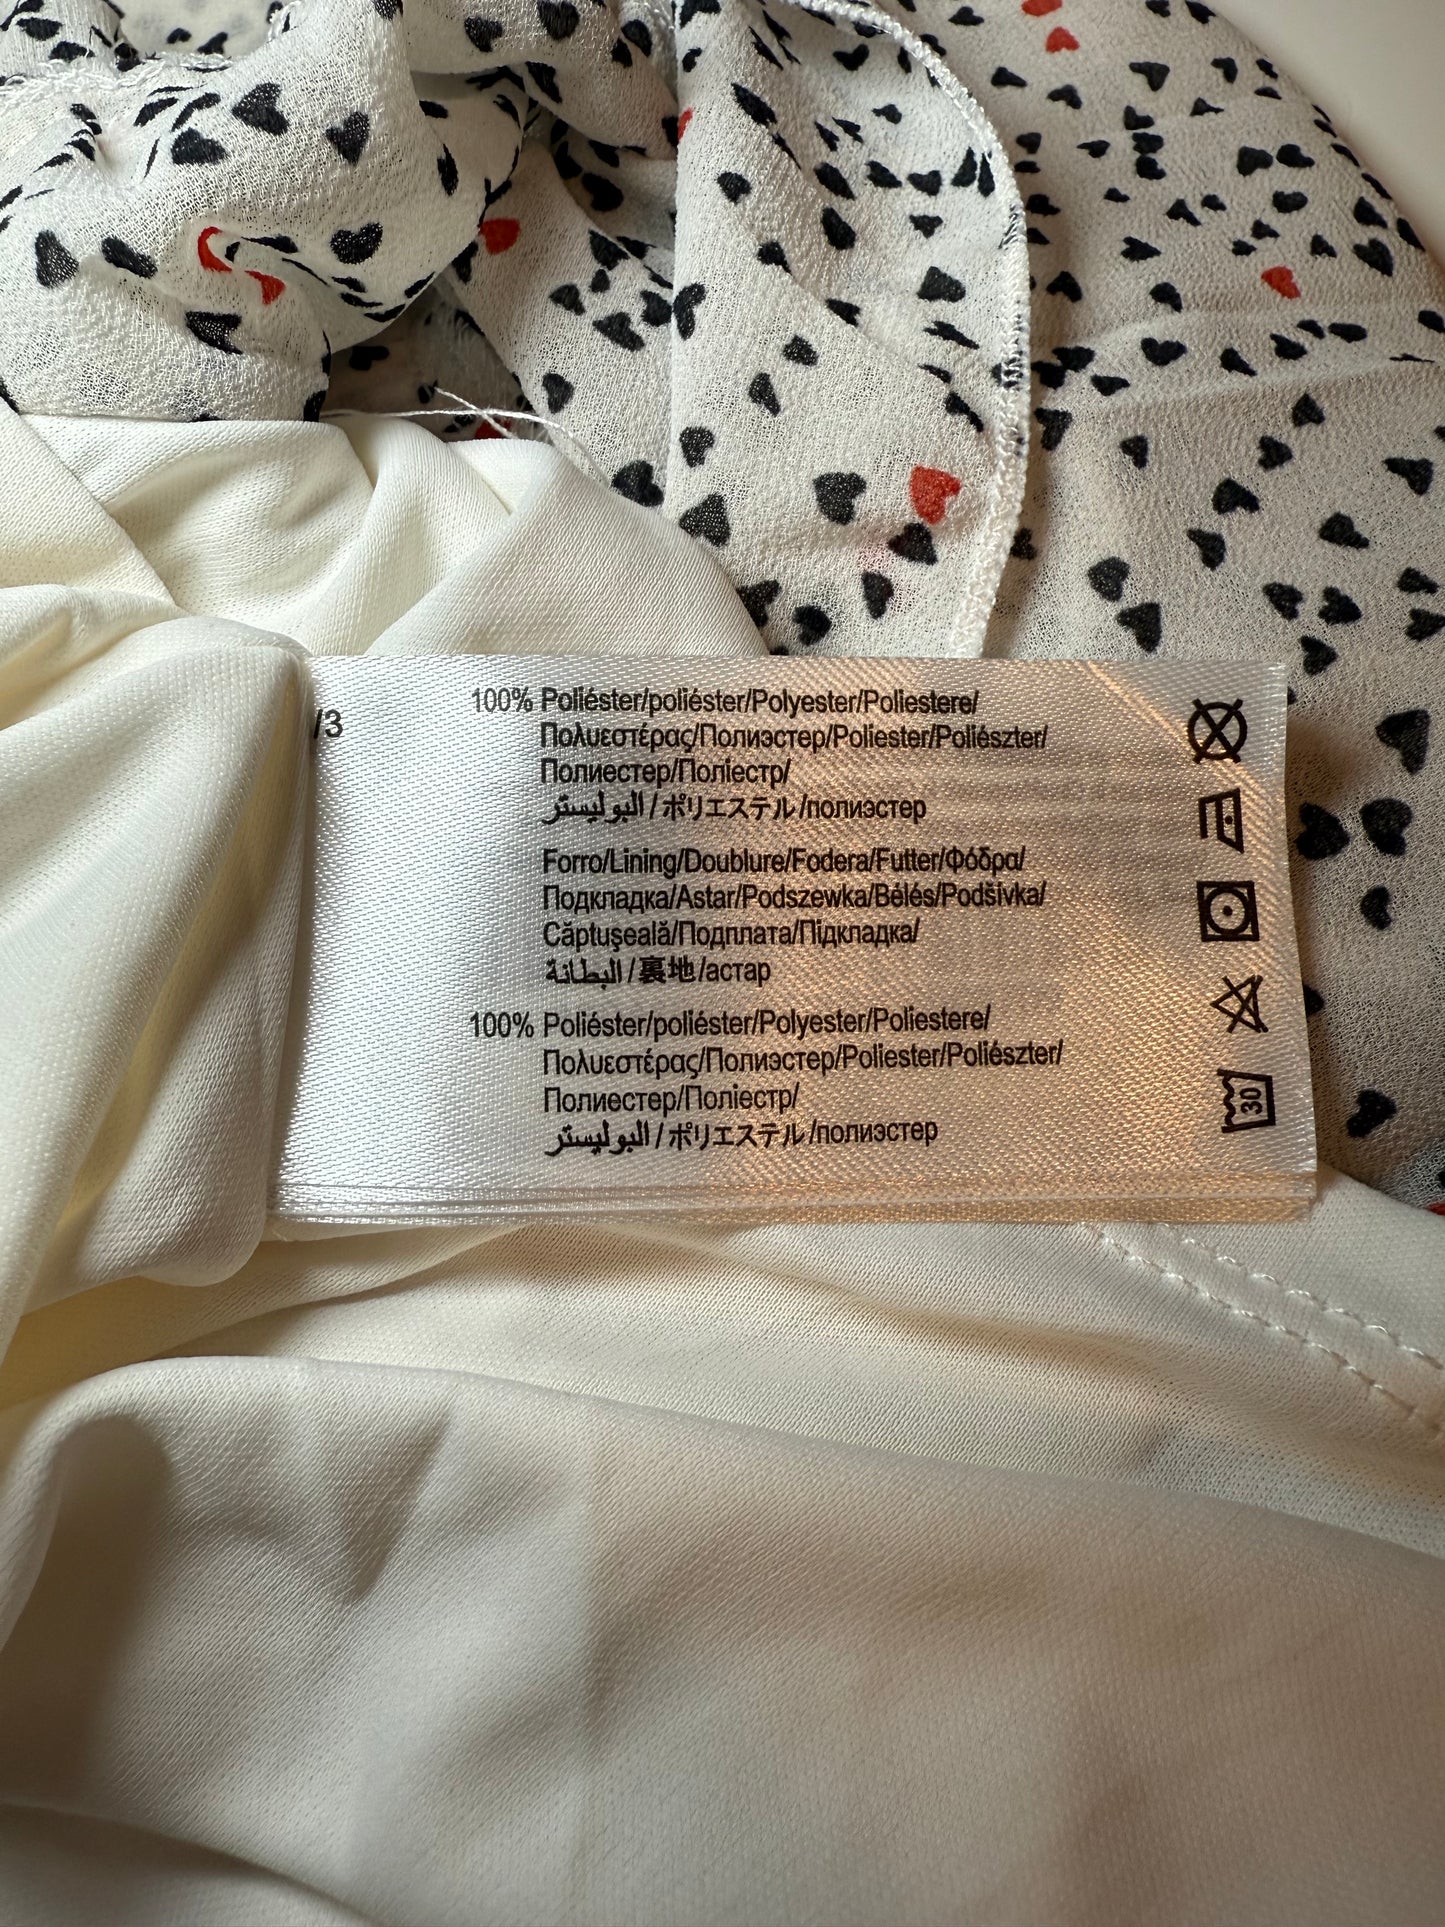 /3
100% Poliéster/poliéster/Polyester/Poliestere/
Πολυεστέρας/Полиэстер/Poliester/Poliészter/
Полиестер/Поліестр/
البوليستر/ポリエステル/полиэстер
Forro/Lining/Doublure/Fodera/Futter/Φόδρα/
Подкладка/Astar/Podszewka/Bélés/Podšívka/
Căptuşeală/Подплата/Підкладка/
البطانة/裏地/астар
100% Poliéster/poliéster/Polyester/Poliestere/
Πολυεστέρας/Полиэстер/Poliester/Poliészter/
Полиестер/Поліестр/
البوليستر/ポリエステル/полиэстер
30